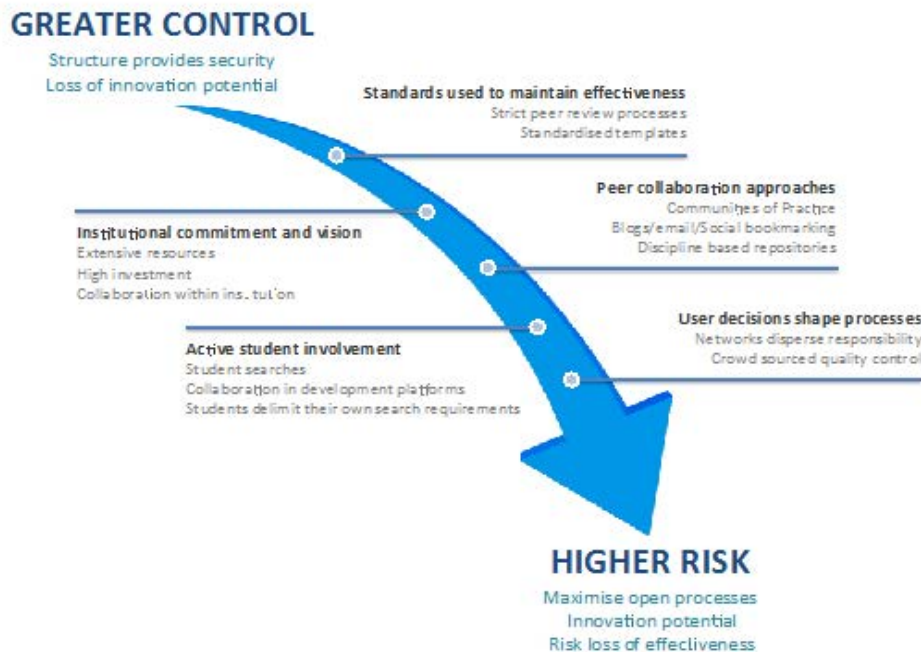 GREATER CONTROL
Structure provides security
Loss of innovation potential
Standards used to maintain effectiveness
Strict peer review processes
Standardised templates
Institutional commitment and vision
Extensive resources
High investment
Collaboration within institution
Peer collaboration approaches
Communities of Practice
Blogs/email/Social bookmarking
Discipline based repositories
Active student involvement
Student searches
Collaboration in development platforms
Students delimit their own search requirements
User decisions shape processes
Networks disperse responsibility
Crowd sourced quality control
HIGHER RISK
Maximise open processes
Innovation potential
Risk loss of effectiveness